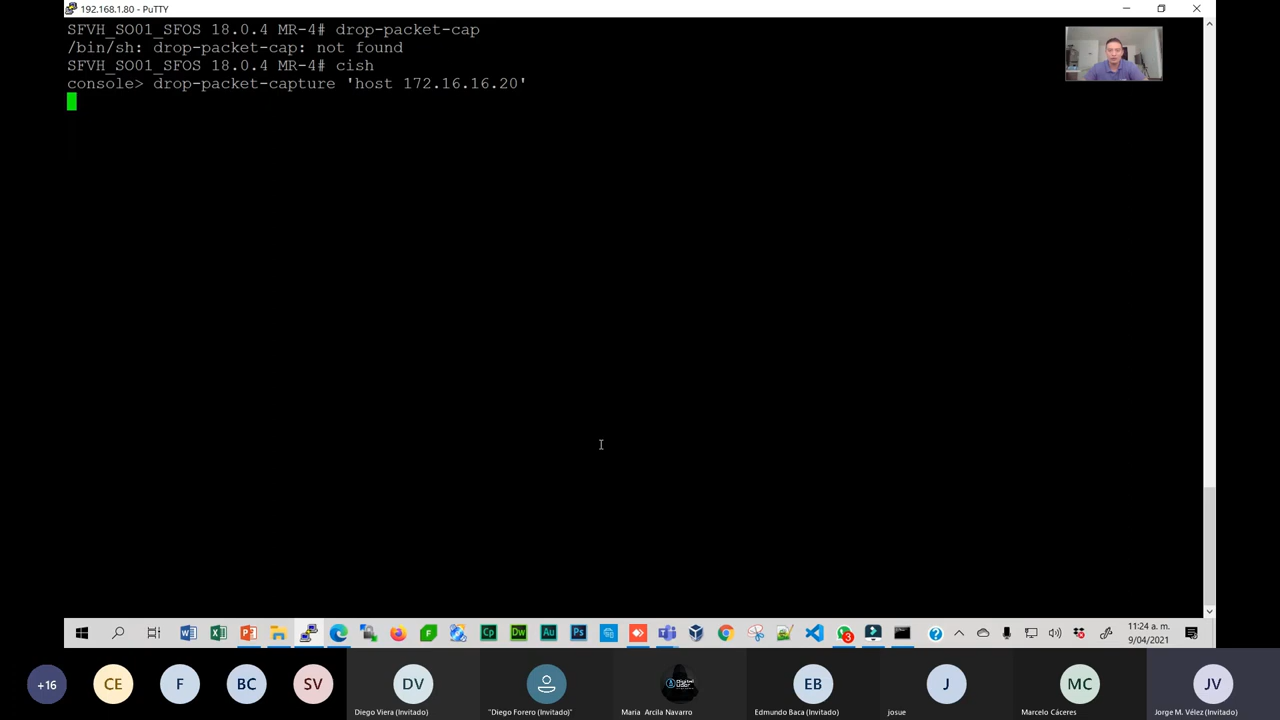 192.168.1.80 - PuTTY
SFVH_SO01_SFOS 18.0.4 MR-4# drop-packet-cap
/bin/sh: drop-packet-cap: not found
SFVH_SO01_SFOS 18.0.4 MR-4# cish
console> drop-packet-capture 'host 172.16.16.20'
11:24 a. m.
9/04/2021
+16
CE
F
BC
SV
DV
EB
J
MC
JV
Diego Viera (Invitado)
"Diego Forero (Invitado)"
Maria Arcila Navarro
Edmundo Baca (Invitado)
josue
Marcelo Cáceres
Jorge M. Vélez (Invitado)